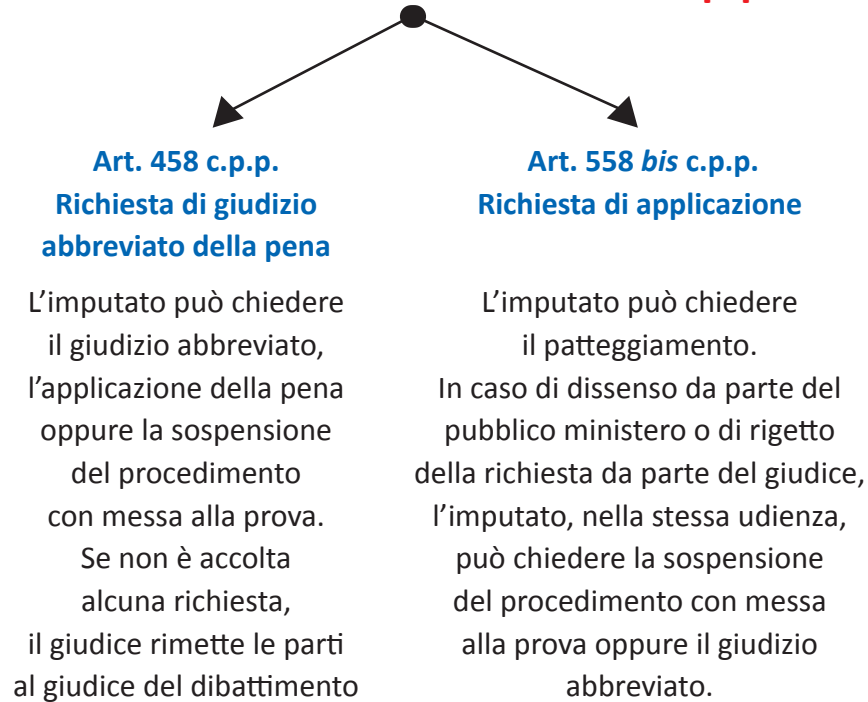 Art. 458 c.p.p.
Richiesta di giudizio
abbreviato della pena
L’imputato può chiedere
il giudizio abbreviato,
l’applicazione della pena
oppure la sospensione
del procedimento
con messa alla prova.
Se non è accolta
alcuna richiesta,
il giudice rimette le parti
al giudice del dibattimento
Art. 558 bis c.p.p.
Richiesta di applicazione
L’imputato può chiedere
il patteggiamento.
In caso di dissenso da parte del
pubblico ministero o di rigetto
della richiesta da parte del giudice,
l’imputato, nella stessa udienza,
può chiedere la sospensione
del procedimento con messa
alla prova oppure il giudizio
abbreviato.